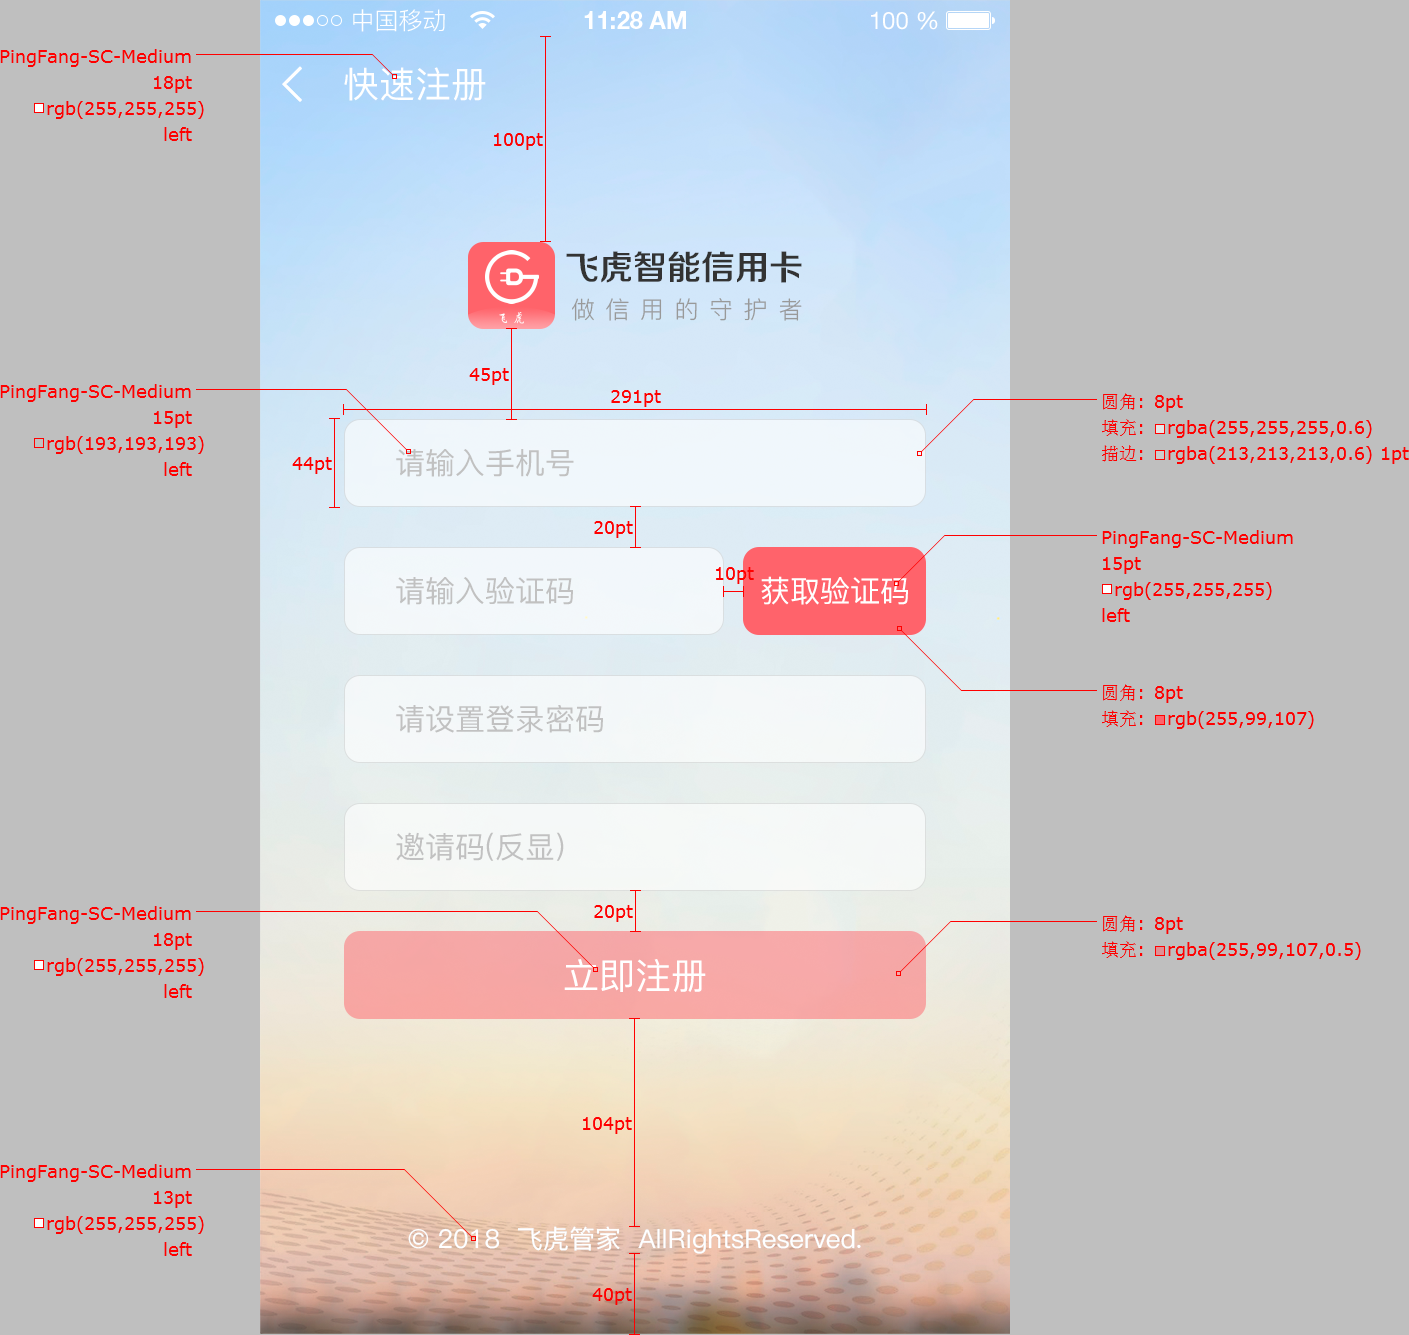 中国移动
11:28 AM
100 %
PingFang-SC-Medium
18pt
rgb(255,255,255)
left
快速注册
100pt
飞虎
飞虎智能信用卡
做信用的守护者
45pt
291pt
PingFang-SC-Medium
15pt
rgb(193,193,193)
left
44pt
请输入手机号
圆角: 8pt
填充: rgba(255,255,255,0.6)
描边: rgba(213,213,213,0.6) 1pt
20pt
请输入验证码
10pt
获取验证码
PingFang-SC-Medium
15pt
rgb(255,255,255)
left
圆角: 8pt
填充: rgb(255,99,107)
请设置登录密码
邀请码(反显)
20pt
PingFang-SC-Medium
18pt
rgb(255,255,255)
left
立即注册
圆角: 8pt
填充: rgba(255,99,107,0.5)
104pt
PingFang-SC-Medium
13pt
rgb(255,255,255)
left
© 2018 飞虎管家 AllRightsReserved.
40pt